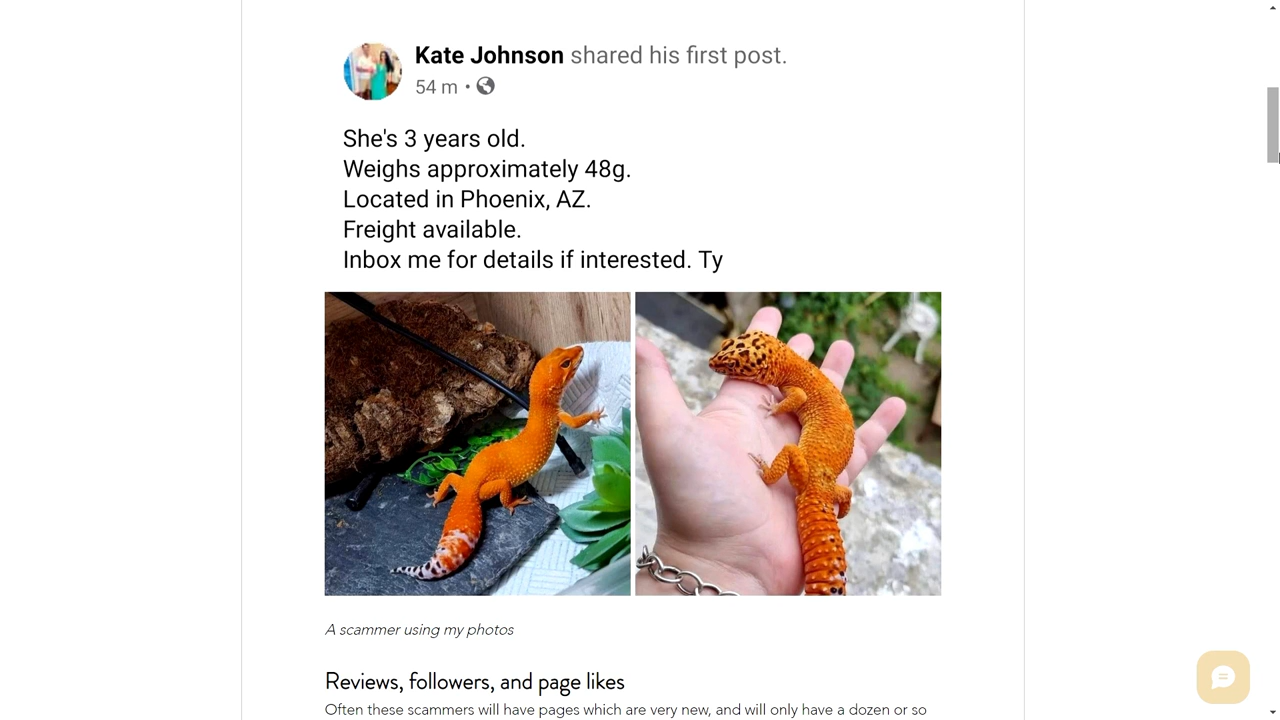 Kate Johnson shared his first post.
54 m •
She's 3 years old.
Weighs approximately 48g.
Located in Phoenix, AZ.
Freight available.
Inbox me for details if interested. Ty
A scammer using my photos
Reviews, followers, and page likes
Often these scammers will have pages which are very new, and will only have a dozen or so